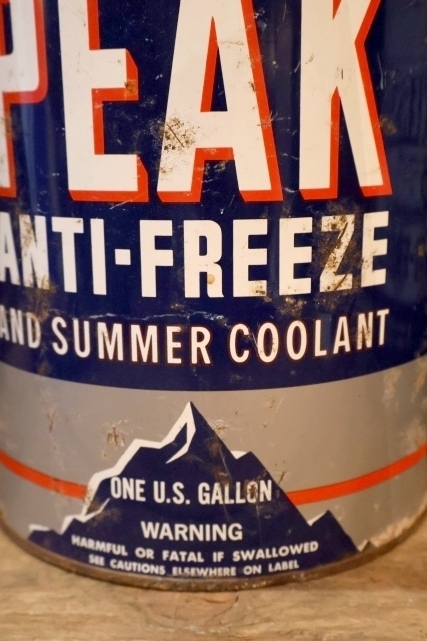 PEAK
ANTI-FREEZE
AND SUMMER COOLANT
ONE U.S. GALLON
WARNING
HARMFUL OR FATAL IF SWALLOWED
SEE CAUTIONS ELSEWHERE ON LABEL